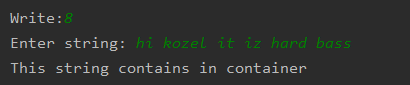 Write:8
Enter string: hi kozel it iz hard bass
This string contains in container